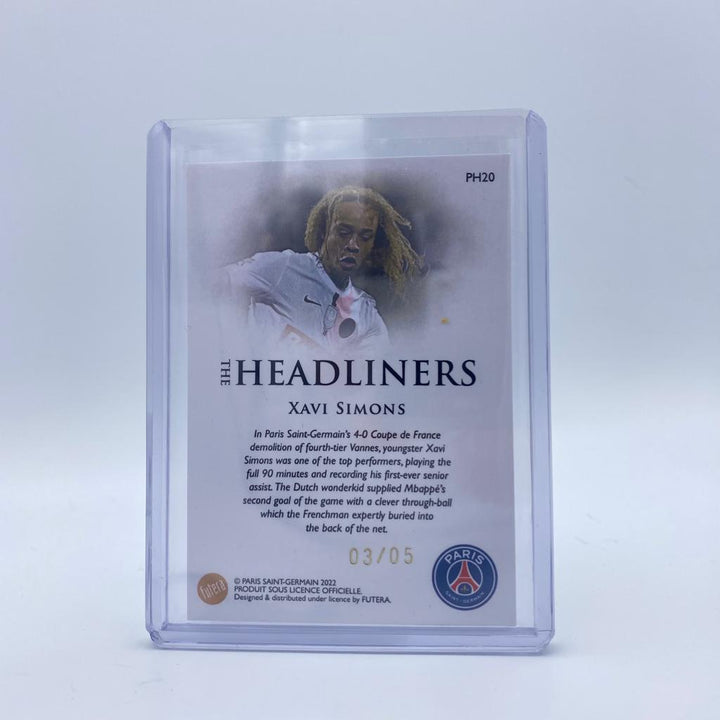 PH20
THE HEADLINERS
XAVI SIMONS
In Paris Saint-Germain's 4-0 Coupe de France
demolition of fourth-tier Vannes, youngster Xavi
Simons was one of the top performers, playing the
full 90 minutes and recording his first-ever senior
assist. The Dutch wonderkid supplied Mbappé's
second goal of the game with a clever through-ball
which the Frenchman expertly buried into
the back of the net.
03/05
PARIS
SAINT-GERMAIN
futera
© PARIS SAINT-GERMAIN 2022
PRODUIT SOUS LICENCE OFFICIELLE.
Designed & distributed under licence by FUTERA.